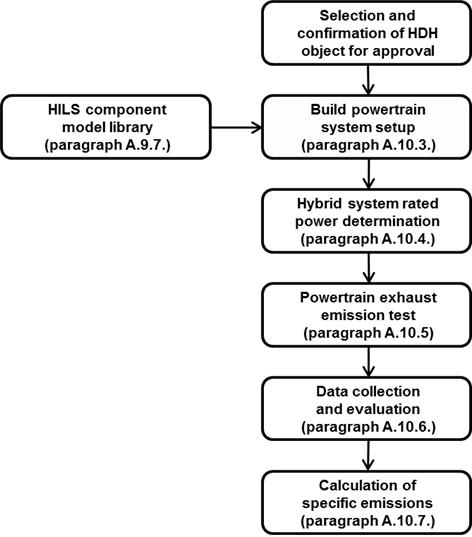 Selection and
confirmation of HDH
object for approval
HILS component
model library
(paragraph A.9.7.)
Build powertrain
system setup
(paragraph A.10.3.)
Hybrid system rated
power determination
(paragraph A.10.4.)
Powertrain exhaust
emission test
(paragraph A.10.5)
Data collection
and evaluation
(paragraph A.10.6.)
Calculation of
specific emissions
(paragraph A.10.7.)